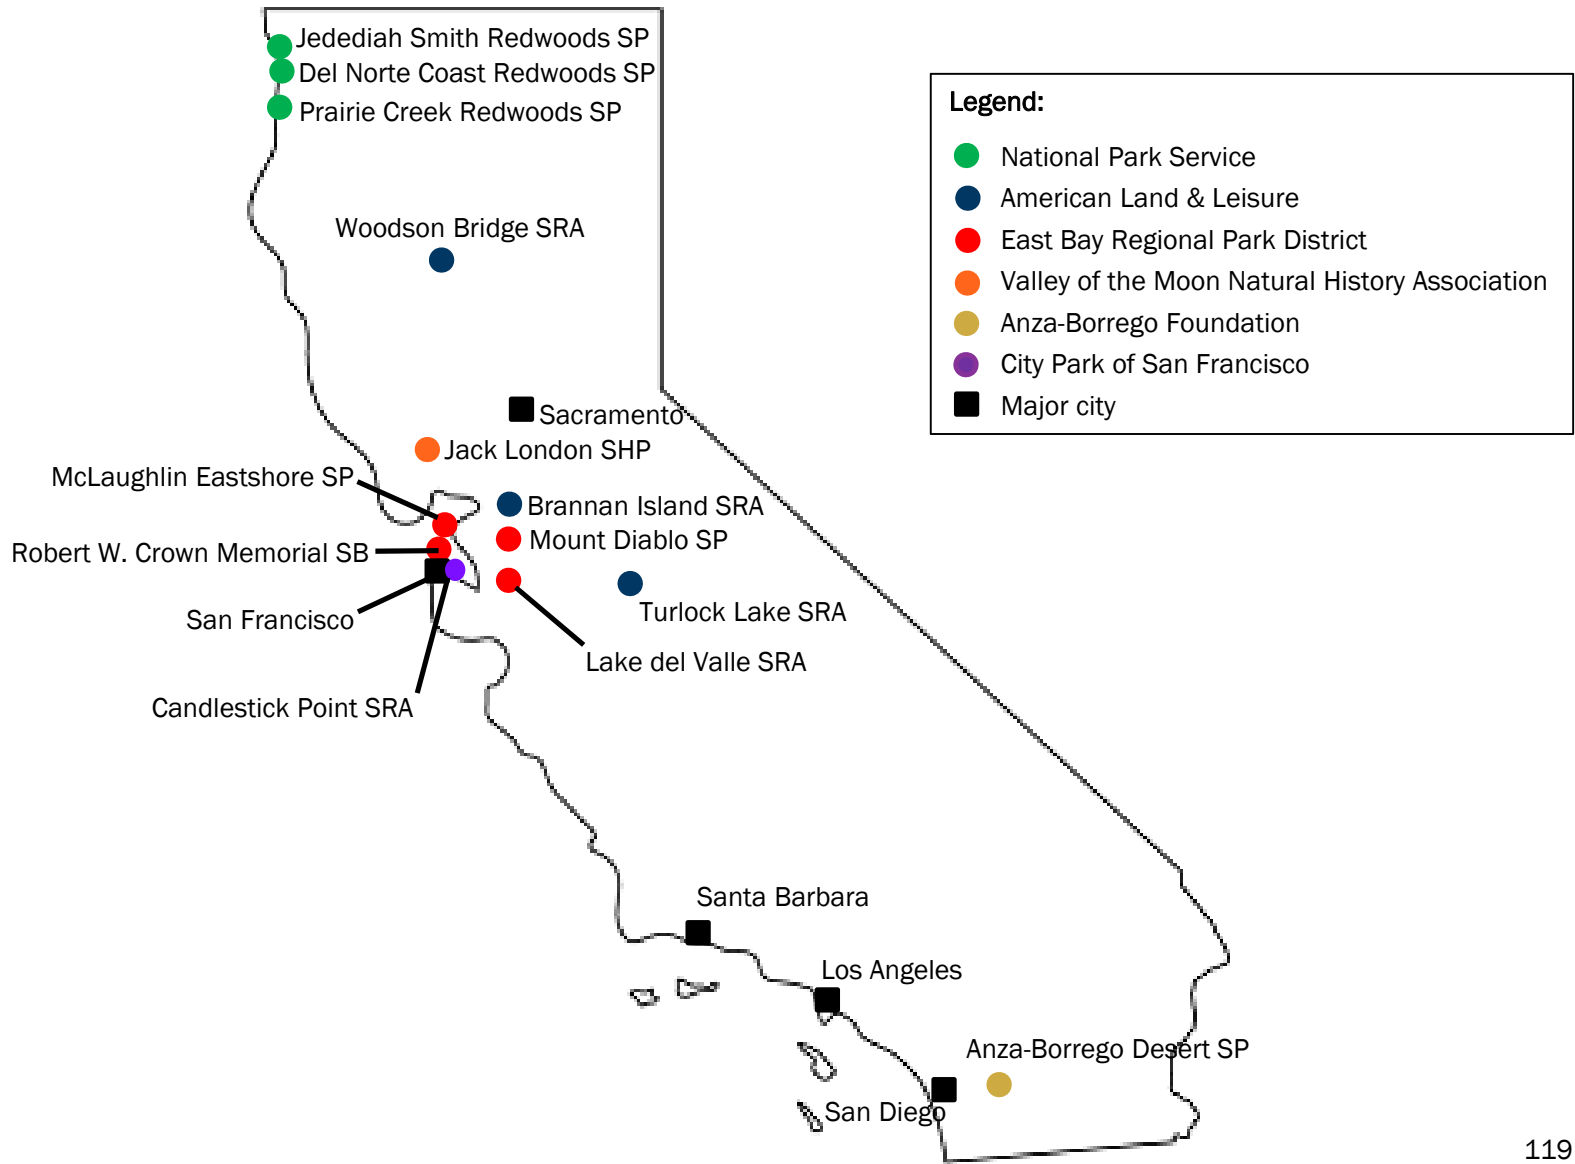 Jedediah Smith Redwoods SP
Del Norte Coast Redwoods SP
Prairie Creek Redwoods SP
Legend:
National Park Service
American Land & Leisure
East Bay Regional Park District
Valley of the Moon Natural History Association
Anza-Borrego Foundation
City Park of San Francisco
Major city
Woodson Bridge SRA
Sacramento
Jack London SHP
McLaughlin Eastshore SP
Brannan Island SRA
Mount Diablo SP
Robert W. Crown Memorial SB
San Francisco
Turlock Lake SRA
Lake del Valle SRA
Candlestick Point SRA
Santa Barbara
Los Angeles
Anza-Borrego Desert SP
San Diego
119